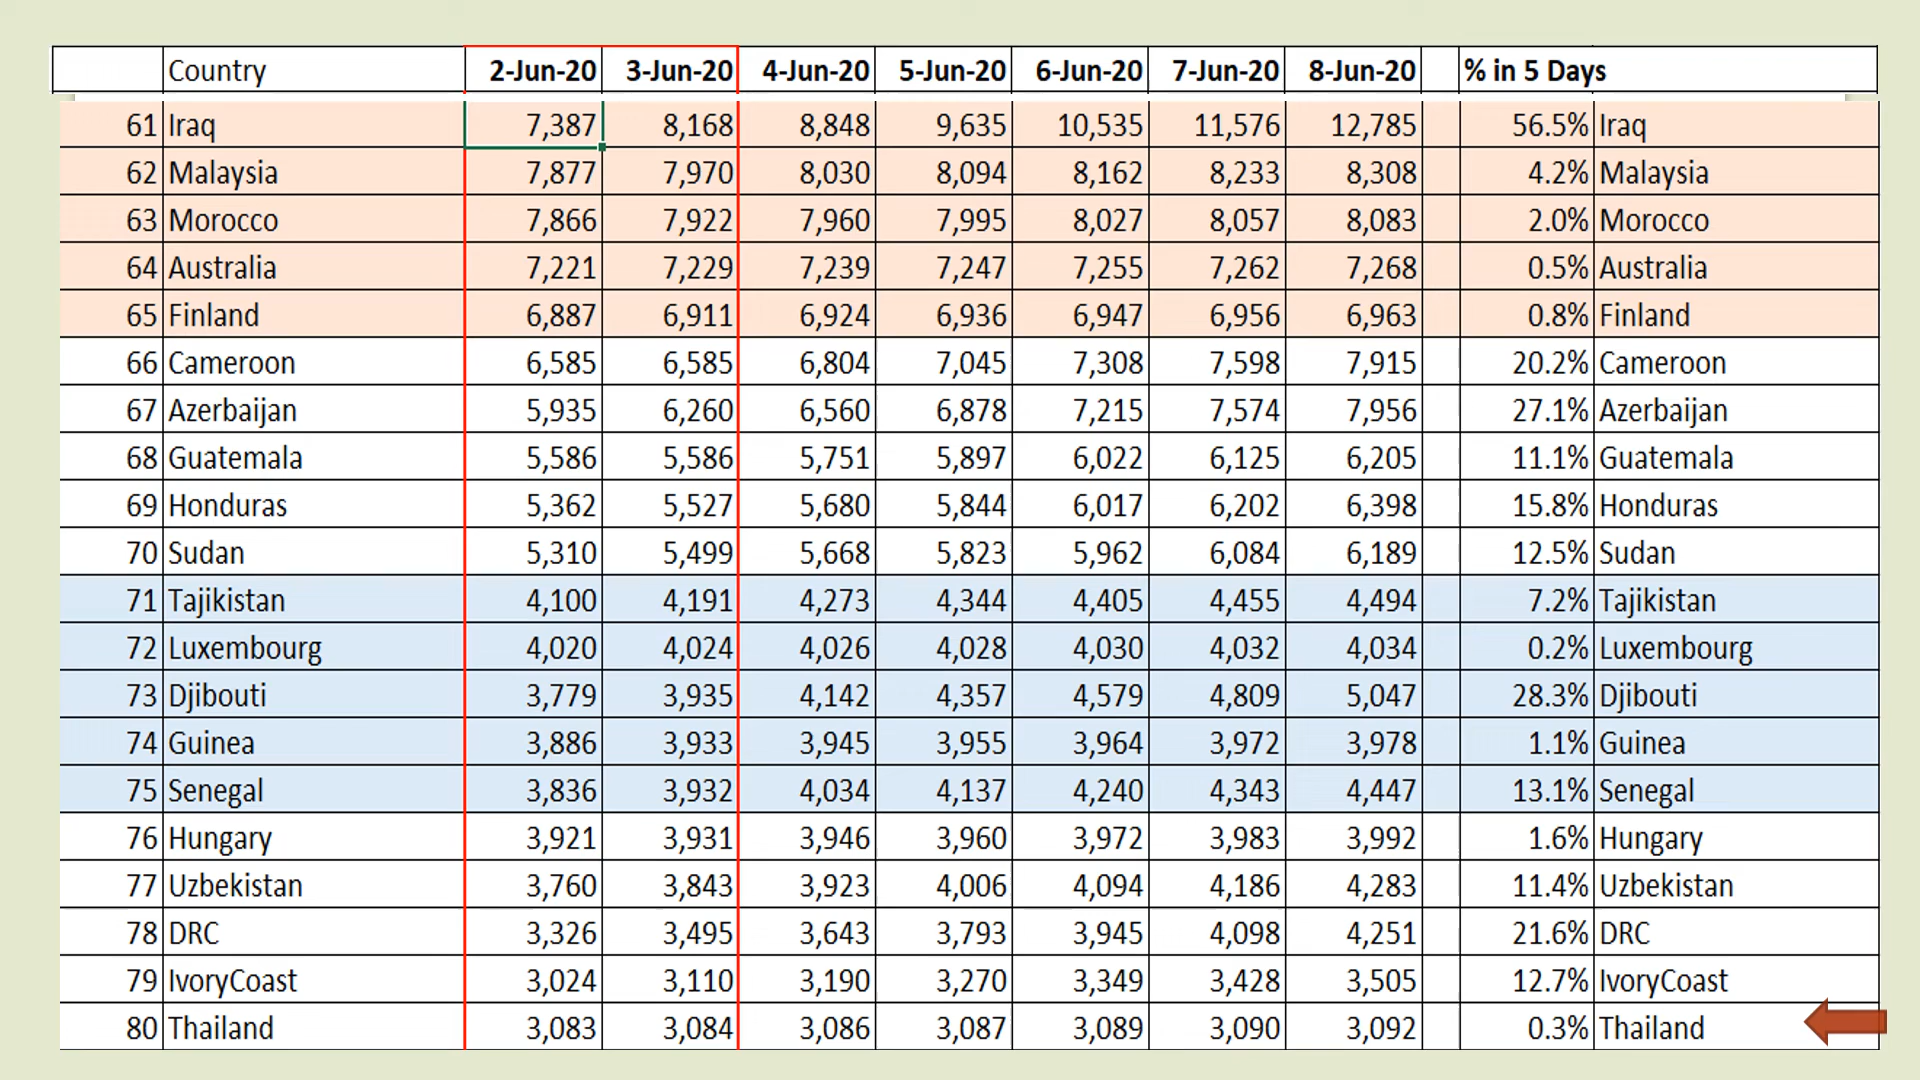 Country 2-Jun-20 3-Jun-20 4-Jun-20 5-Jun-20 6-Jun-20 7-Jun-20 8-Jun-20 % in 5 Days
61 Iraq 7,387 8,168 8,848 9,635 10,535 11,576 12,785 56.5% Iraq
62 Malaysia 7,877 7,970 8,030 8,094 8,162 8,233 8,308 4.2% Malaysia
63 Morocco 7,866 7,922 7,960 7,995 8,027 8,057 8,083 2.0% Morocco
64 Australia 7,221 7,229 7,239 7,247 7,255 7,262 7,268 0.5% Australia
65 Finland 6,887 6,911 6,924 6,936 6,947 6,956 6,963 0.8% Finland
66 Cameroon 6,585 6,585 6,804 7,045 7,308 7,598 7,915 20.2% Cameroon
67 Azerbaijan 5,935 6,260 6,560 6,878 7,215 7,574 7,956 27.1% Azerbaijan
68 Guatemala 5,586 5,586 5,751 5,897 6,022 6,125 6,205 11.1% Guatemala
69 Honduras 5,362 5,527 5,680 5,844 6,017 6,202 6,398 15.8% Honduras
70 Sudan 5,310 5,499 5,668 5,823 5,962 6,084 6,189 12.5% Sudan
71 Tajikistan 4,100 4,191 4,273 4,344 4,405 4,455 4,494 7.2% Tajikistan
72 Luxembourg 4,020 4,024 4,026 4,028 4,030 4,032 4,034 0.2% Luxembourg
73 Djibouti 3,779 3,935 4,142 4,357 4,579 4,809 5,047 28.3% Djibouti
74 Guinea 3,886 3,933 3,945 3,955 3,964 3,972 3,978 1.1% Guinea
75 Senegal 3,836 3,932 4,034 4,137 4,240 4,343 4,447 13.1% Senegal
76 Hungary 3,921 3,931 3,946 3,960 3,972 3,983 3,992 1.6% Hungary
77 Uzbekistan 3,760 3,843 3,923 4,006 4,094 4,186 4,283 11.4% Uzbekistan
78 DRC 3,326 3,495 3,643 3,793 3,945 4,098 4,251 21.6% DRC
79 IvoryCoast 3,024 3,110 3,190 3,270 3,349 3,428 3,505 12.7% IvoryCoast
80 Thailand 3,083 3,084 3,086 3,087 3,089 3,090 3,092 0.3% Thailand